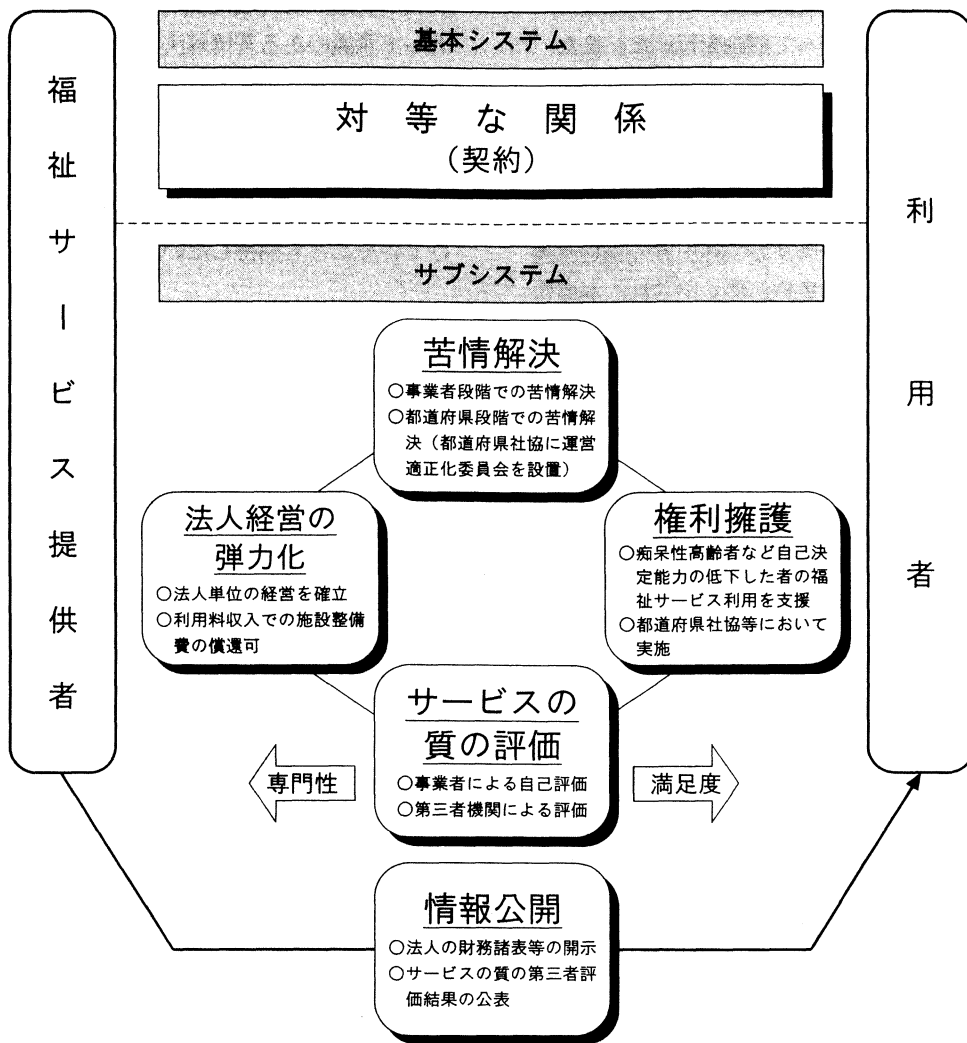 基本システム
対等な関係
（契約）
福祉サービス提供者
利用者
サブシステム
苦情解決
○事業者段階での苦情解決
○都道府県段階での苦情解
決（都道府県社協に運営
適正化委員会を設置）
法人経営の
弾力化
○法人単位の経営を確立
○利用料収入での施設整備
費の償還可
権利擁護
○痴呆性高齢者など自己決
定能力の低下した者の福
祉サービス利用を支援
○都道府県社協等において
実施
サービスの
質の評価
○事業者による自己評価
○第三者機関による評価
専門性
満足度
情報公開
○法人の財務諸表等の開示
○サービスの質の第三者評
価結果の公表